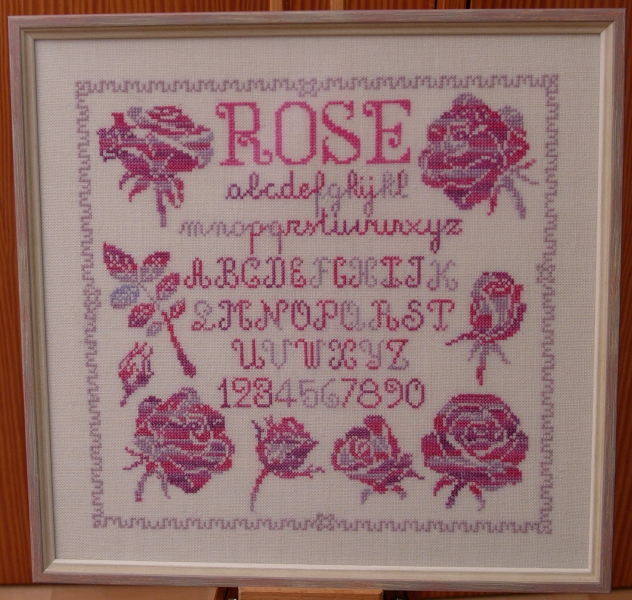 ROSE
abcdefghijkl
mnopqrstuvwxyz
ABCDEFGHIJK
LMNOPQRST
UVWXYZ
1234567890